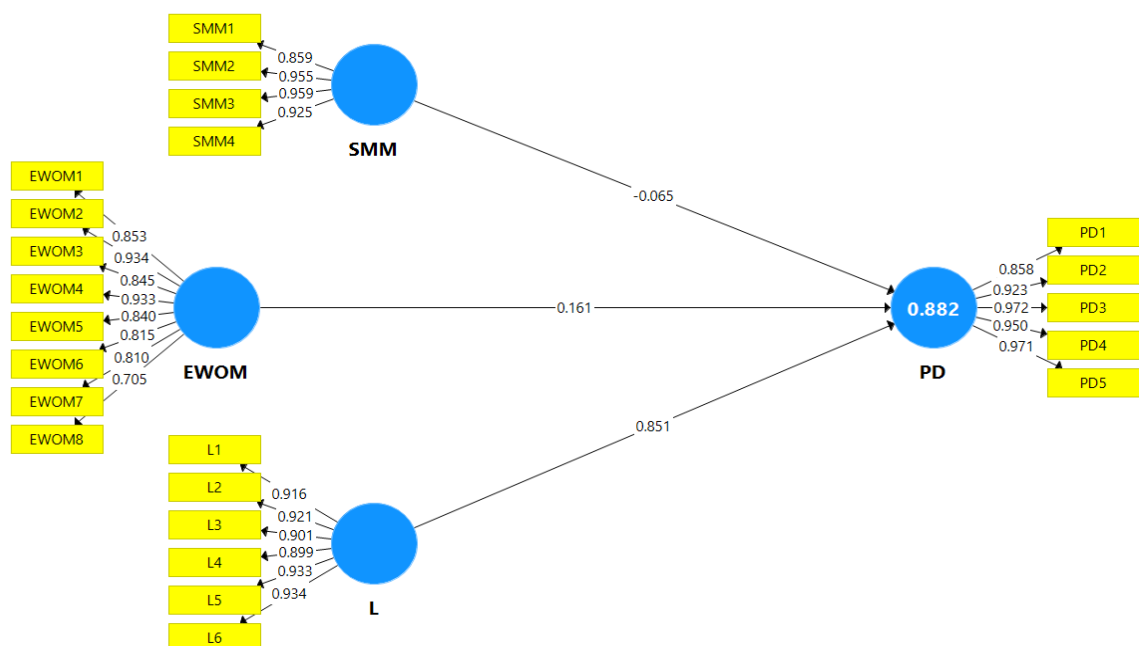 SMM1
SMM2
SMM3
SMM4
0.859
0.955
0.959
0.925
SMM
-0.065
EWOM1
EWOM2
EWOM3
EWOM4
EWOM5
EWOM6
EWOM7
EWOM8
0.853
0.934
0.845
0.933
0.840
0.815
0.810
0.705
EWOM
0.161
0.882
PD
0.858
0.923
0.972
0.950
0.971
PD1
PD2
PD3
PD4
PD5
0.851
L1
L2
L3
L4
L5
L6
0.916
0.921
0.901
0.899
0.933
0.934
L